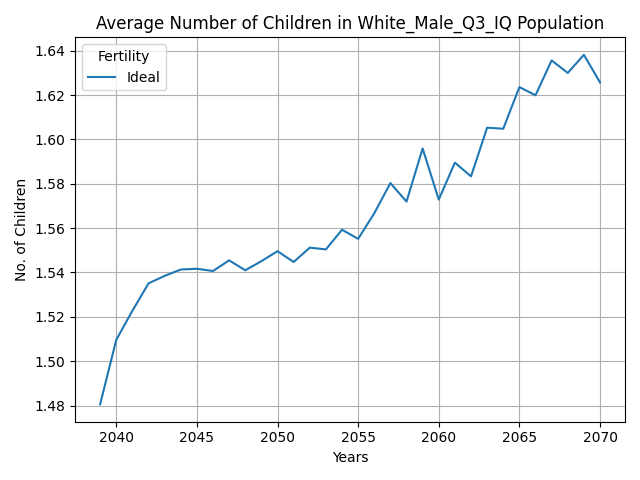 Average Number of Children in White_Male_Q3_IQ Population
Fertility
Ideal
No. of Children
1.64
1.62
1.60
1.58
1.56
1.54
1.52
1.50
1.48
2040 2045 2050 2055 2060 2065 2070
Years